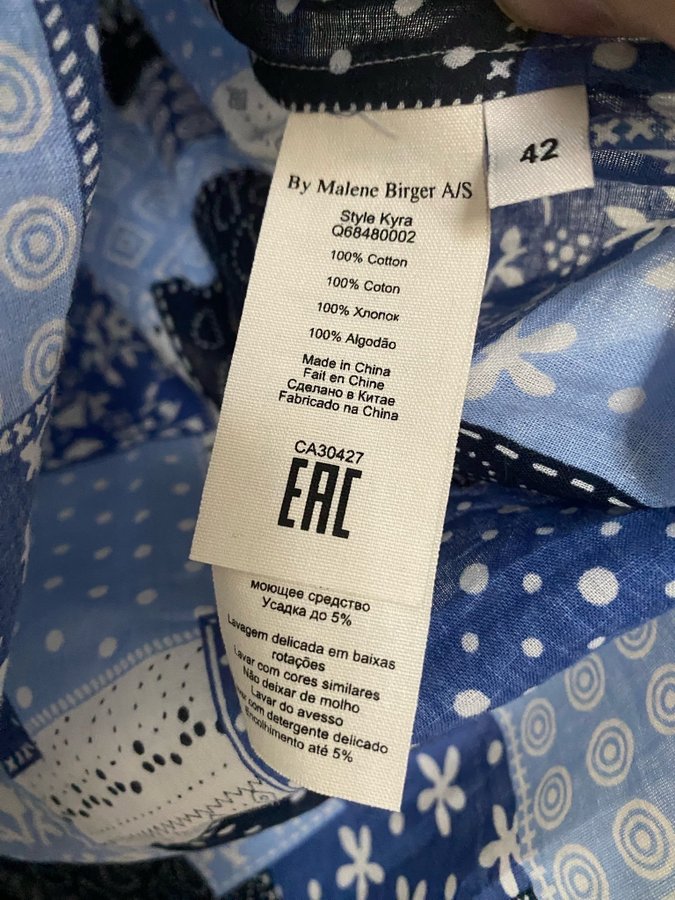 42
By Malene Birger A/S
Style Kyra
Q68480002
100% Cotton
100% Coton
100% Хлопок
100% Algodão
Made in China
Fait en Chine
Сделано в Китае
Fabricado na China
CA30427
EAC
моющее средство
Усадка до 5%
Lavagem delicada em baixas
rotações
Lavar com cores similares
Não deixar de molho
Lavar do avesso
com detergente delicado
Encolhimento até 5%